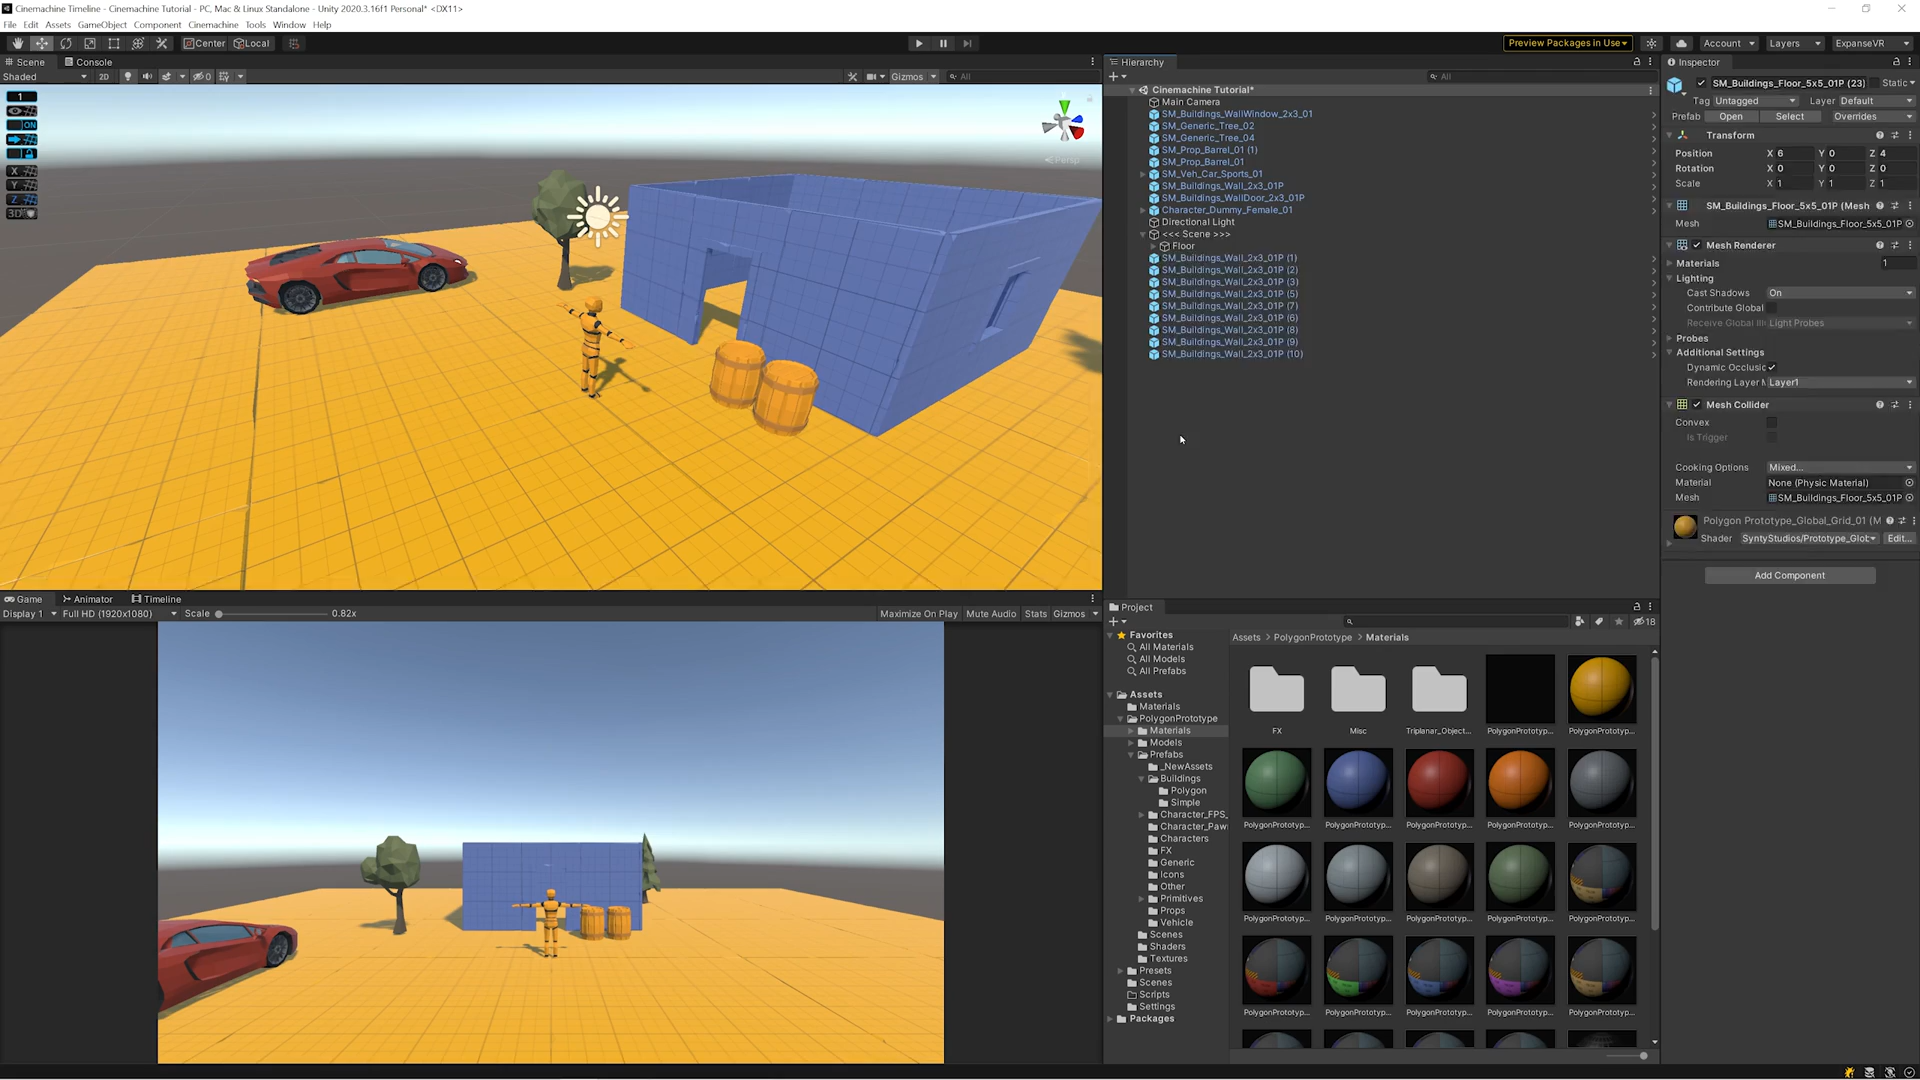 Cinemachine Timeline - Cinemachine Tutorial - PC, Mac & Linux Standalone - Unity 2020.3.16f1 Personal* <DX11>
File Edit Assets GameObject Component Cinemachine Tools Window Help
Center Local
Preview Packages in Use Account Layers ExpanseVR
Scene Console
Shaded 2D 0 Gizmos All
1
ON
X
Y
Z
3D
Persp
Hierarchy
All
Cinemachine Tutorial*
Main Camera
SM_Buildings_WallWindow_2x3_01
SM_Generic_Tree_02
SM_Generic_Tree_04
SM_Prop_Barrel_01 (1)
SM_Prop_Barrel_01
SM_Veh_Car_Sports_01
SM_Buildings_Wall_2x3_01P
SM_Buildings_WallDoor_2x3_01P
Character_Dummy_Female_01
Directional Light
<<< Scene >>>
Floor
SM_Buildings_Wall_2x3_01P (1)
SM_Buildings_Wall_2x3_01P (2)
SM_Buildings_Wall_2x3_01P (3)
SM_Buildings_Wall_2x3_01P (5)
SM_Buildings_Wall_2x3_01P (7)
SM_Buildings_Wall_2x3_01P (6)
SM_Buildings_Wall_2x3_01P (8)
SM_Buildings_Wall_2x3_01P (9)
SM_Buildings_Wall_2x3_01P (10)
Inspector
SM_Buildings_Floor_5x5_01P (23) Static
Tag Untagged Layer Default
Prefab Open Select Overrides
Transform
Position X 6 Y 0 Z 4
Rotation X 0 Y 0 Z 0
Scale X 1 Y 1 Z 1
SM_Buildings_Floor_5x5_01P (Mesh
Mesh SM_Buildings_Floor_5x5_01P
Mesh Renderer
Materials 1
Lighting
Cast Shadows On
Contribute Global
Receive Global Ill Light Probes
Probes
Additional Settings
Dynamic Occlusic
Rendering Layer M Layer1
Mesh Collider
Convex
Is Trigger
Cooking Options Mixed...
Material None (Physic Material)
Mesh SM_Buildings_Floor_5x5_01P
Polygon Prototype_Global_Grid_01 (M
Shader SyntyStudios/Prototype_Glob Edit...
Add Component
Game Animator Timeline
Display 1 Full HD (1920x1080) Scale 0.82x Maximize On Play Mute Audio Stats Gizmos
Project
18
Favorites
All Materials
All Models
All Prefabs
Assets
Materials
PolygonPrototype
Materials
Models
Prefabs
_NewAssets
Buildings
Polygon
Simple
Character_FPS_
Character_Pawn
Characters
FX
Generic
Icons
Other
Primitives
Props
Vehicle
Scenes
Shaders
Textures
Presets
Scenes
Scripts
Settings
Packages
Assets > PolygonPrototype > Materials
FX Misc Triplanar_Object... PolygonPrototyp... PolygonPrototyp...
PolygonPrototyp... PolygonPrototyp... PolygonPrototyp... PolygonPrototyp... PolygonPrototyp...
PolygonPrototyp... PolygonPrototyp... PolygonPrototyp... PolygonPrototyp... PolygonPrototyp...
PolygonPrototyp... PolygonPrototyp... PolygonPrototyp... PolygonPrototyp... PolygonPrototyp...